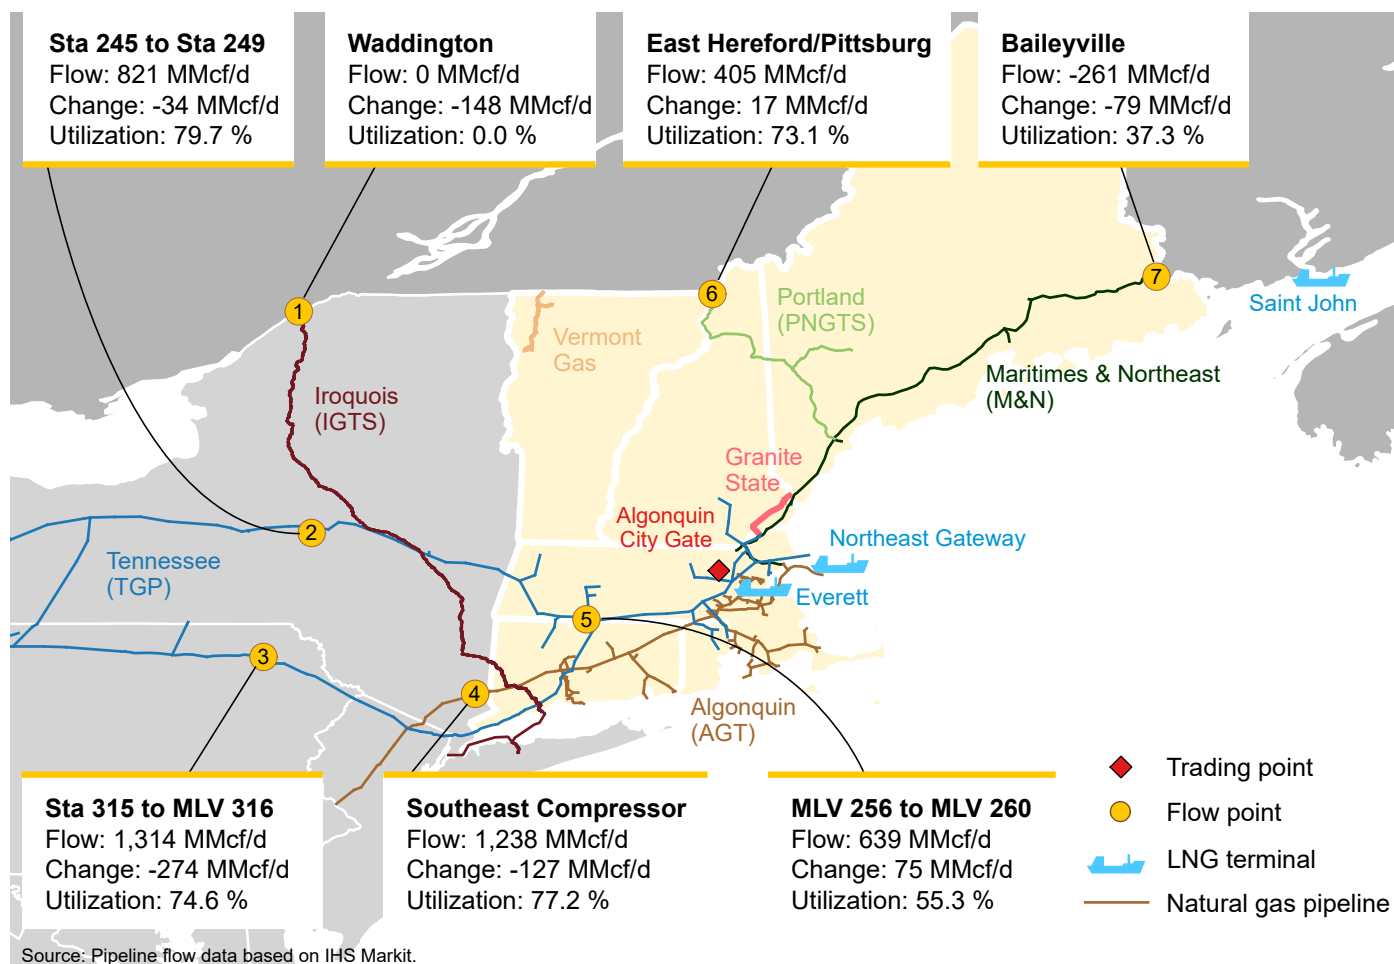 Sta 245 to Sta 249
Flow: 821 MMcf/d
Change: -34 MMcf/d
Utilization: 79.7 %
Waddington
Flow: 0 MMcf/d
Change: -148 MMcf/d
Utilization: 0.0 %
East Hereford/Pittsburg
Flow: 405 MMcf/d
Change: 17 MMcf/d
Utilization: 73.1 %
Baileyville
Flow: -261 MMcf/d
Change: -79 MMcf/d
Utilization: 37.3 %
1
6
7
Saint John
Portland
(PNGTS)
Vermont
Gas
Maritimes & Northeast
(M&N)
Iroquois
(IGTS)
Granite
State
Algonquin
City Gate
2
Northeast Gateway
Tennessee
(TGP)
Everett
5
3
4
Algonquin
(AGT)
Sta 315 to MLV 316
Flow: 1,314 MMcf/d
Change: -274 MMcf/d
Utilization: 74.6 %
Southeast Compressor
Flow: 1,238 MMcf/d
Change: -127 MMcf/d
Utilization: 77.2 %
MLV 256 to MLV 260
Flow: 639 MMcf/d
Change: 75 MMcf/d
Utilization: 55.3 %
Trading point
Flow point
LNG terminal
Natural gas pipeline
Source: Pipeline flow data based on IHS Markit.